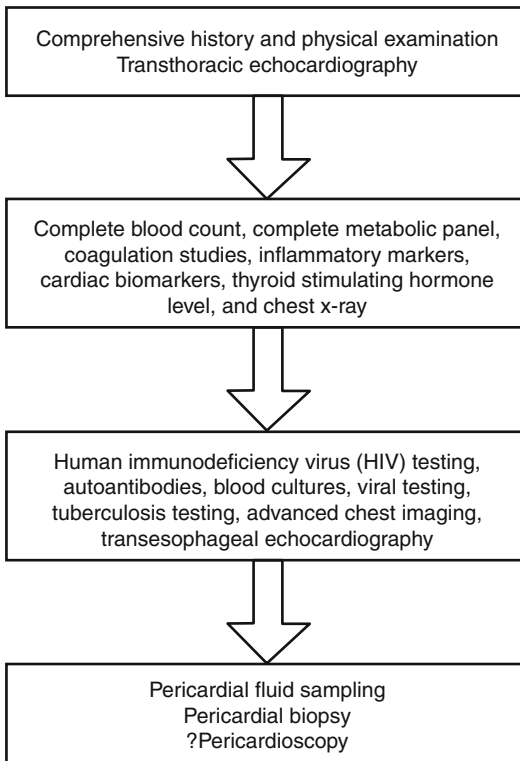 Comprehensive history and physical examination
Transthoracic echocardiography
Complete blood count, complete metabolic panel,
coagulation studies, inflammatory markers,
cardiac biomarkers, thyroid stimulating hormone
level, and chest x-ray
Human immunodeficiency virus (HIV) testing,
autoantibodies, blood cultures, viral testing,
tuberculosis testing, advanced chest imaging,
transesophageal echocardiography
Pericardial fluid sampling
Pericardial biopsy
?Pericardioscopy